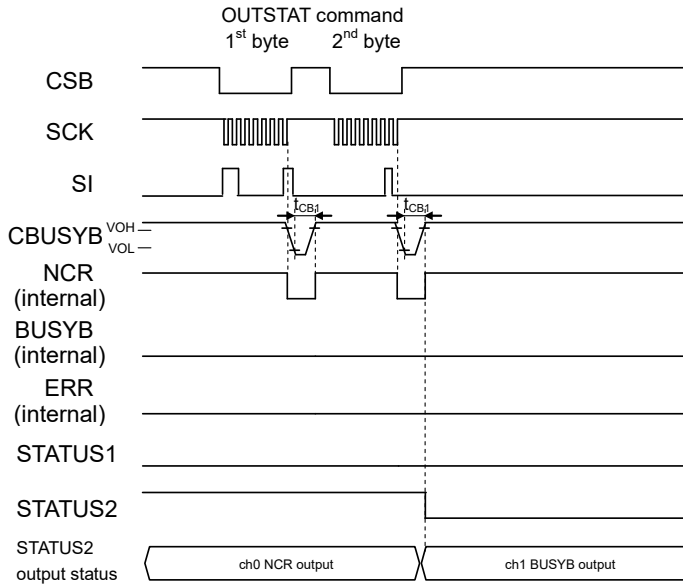 OUTSTAT command
1st byte 2nd byte
CSB
SCK
SI
tCB1 tCB1
CBUSYB VOH
VOL
NCR
(internal)
BUSYB
(internal)
ERR
(internal)
STATUS1
STATUS2
STATUS2
output status
ch0 NCR output ch1 BUSYB output